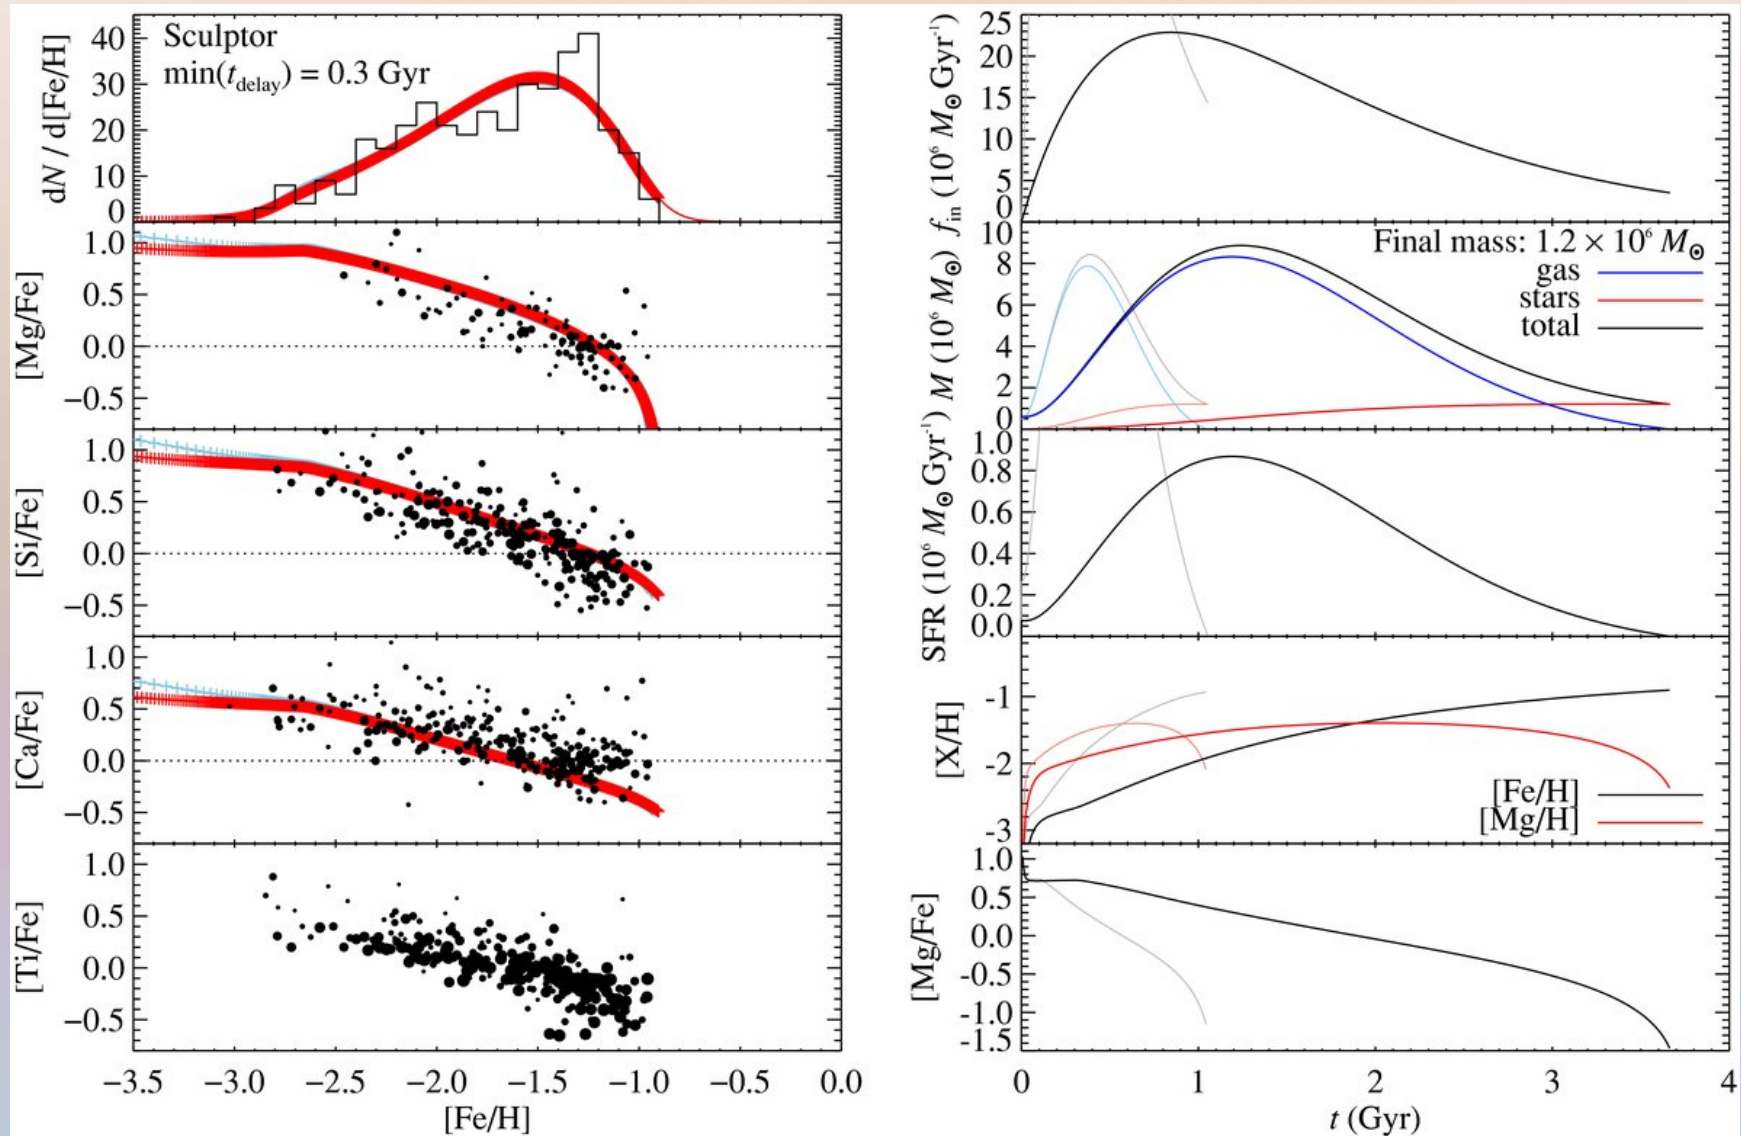 Sculptor
min(t_delay) = 0.3 Gyr
dN / d[Fe/H]
40
30
20
10
0
[Mg/Fe]
1.0
0.5
0.0
−0.5
[Si/Fe]
1.0
0.5
0.0
−0.5
[Ca/Fe]
1.0
0.5
0.0
−0.5
[Ti/Fe]
1.0
0.5
0.0
−0.5
−3.5 −3.0 −2.5 −2.0 −1.5 −1.0 −0.5 0.0
[Fe/H]
f_in (10⁶ M☉ Gyr⁻¹)
25
20
15
10
5
0
M (10⁶ M☉)
10
8
6
4
2
0
Final mass: 1.2 × 10⁶ M☉
gas
stars
total
SFR (10⁶ M☉ Gyr⁻¹)
1.0
0.8
0.6
0.4
0.2
0.0
[X/H]
-1
-2
-3
[Fe/H]
[Mg/H]
[Mg/Fe]
1.0
0.5
0.0
-0.5
-1.0
-1.5
0 1 2 3 4
t (Gyr)